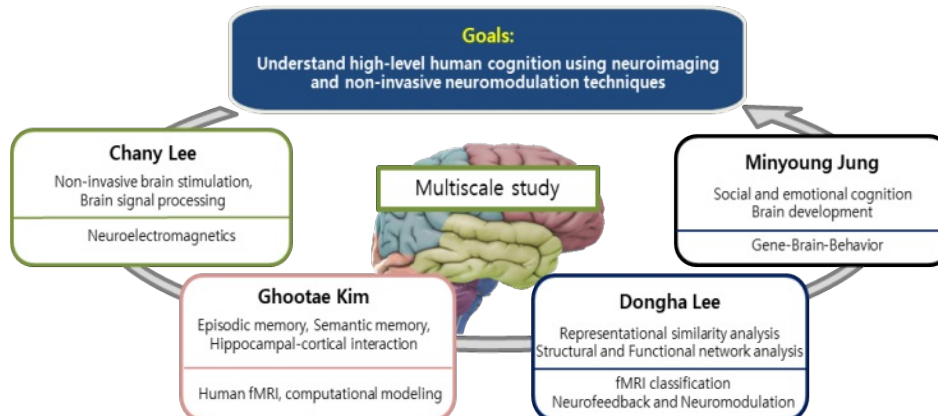 Goals:
Understand high-level human cognition using neuroimaging
and non-invasive neuromodulation techniques
Chany Lee
Non-invasive brain stimulation,
Brain signal processing
Neuroelectromagnetics
Multiscale study
Minyoung Jung
Social and emotional cognition
Brain development
Gene-Brain-Behavior
Ghootae Kim
Episodic memory, Semantic memory,
Hippocampal-cortical interaction
Human fMRI, computational modeling
Dongha Lee
Representational similarity analysis
Structural and Functional network analysis
fMRI classification
Neurofeedback and Neuromodulation